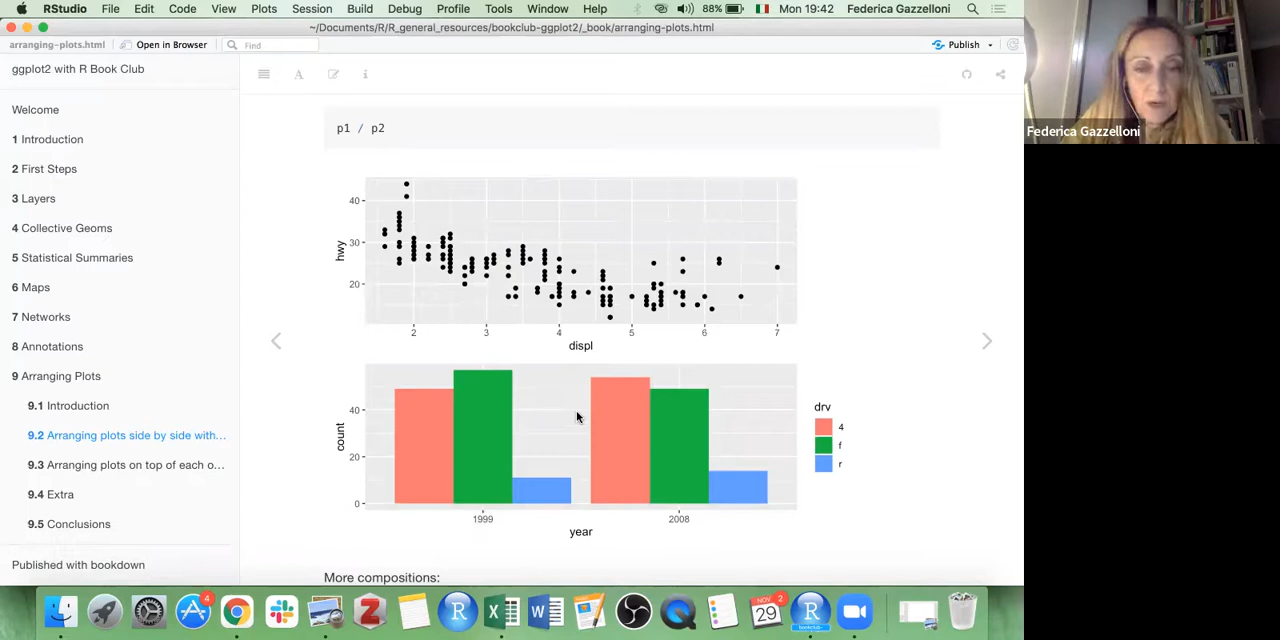 RStudio File Edit Code View Plots Session Build Debug Profile Tools Window Help 88% Mon 19:42 Federica Gazzelloni
~/Documents/R/R_general_resources/bookclub-ggplot2/_book/arranging-plots.html
arranging-plots.html Open in Browser Find Publish
ggplot2 with R Book Club
Welcome
1 Introduction
2 First Steps
3 Layers
4 Collective Geoms
5 Statistical Summaries
6 Maps
7 Networks
8 Annotations
9 Arranging Plots
9.1 Introduction
9.2 Arranging plots side by side with...
9.3 Arranging plots on top of each o...
9.4 Extra
9.5 Conclusions
Published with bookdown
A i
p1 / p2
40
30
20
hwy
2 3 4 5 6 7
displ
40
20
0
count
1999 2008
year
drv
4
f
r
More compositions:
Federica Gazzelloni
4
NOV 2
29